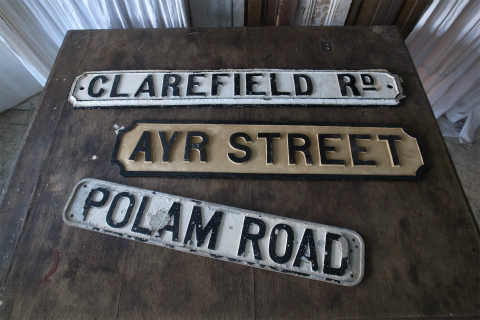 CLAREFIELD RD
AYR STREET
POLAM ROAD